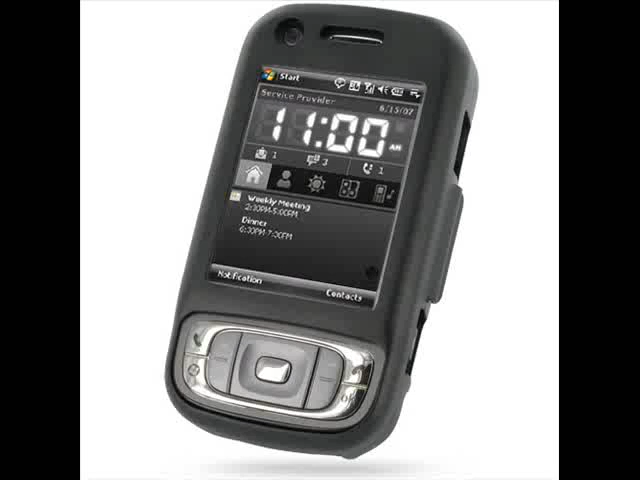 Start
Service Provider
6/15/07
11:00 AM
1 3 1
Weekly Meeting
2:30PM-5:00PM
Dinner
6:30PM-7:30PM
Notification
Contacts
ok